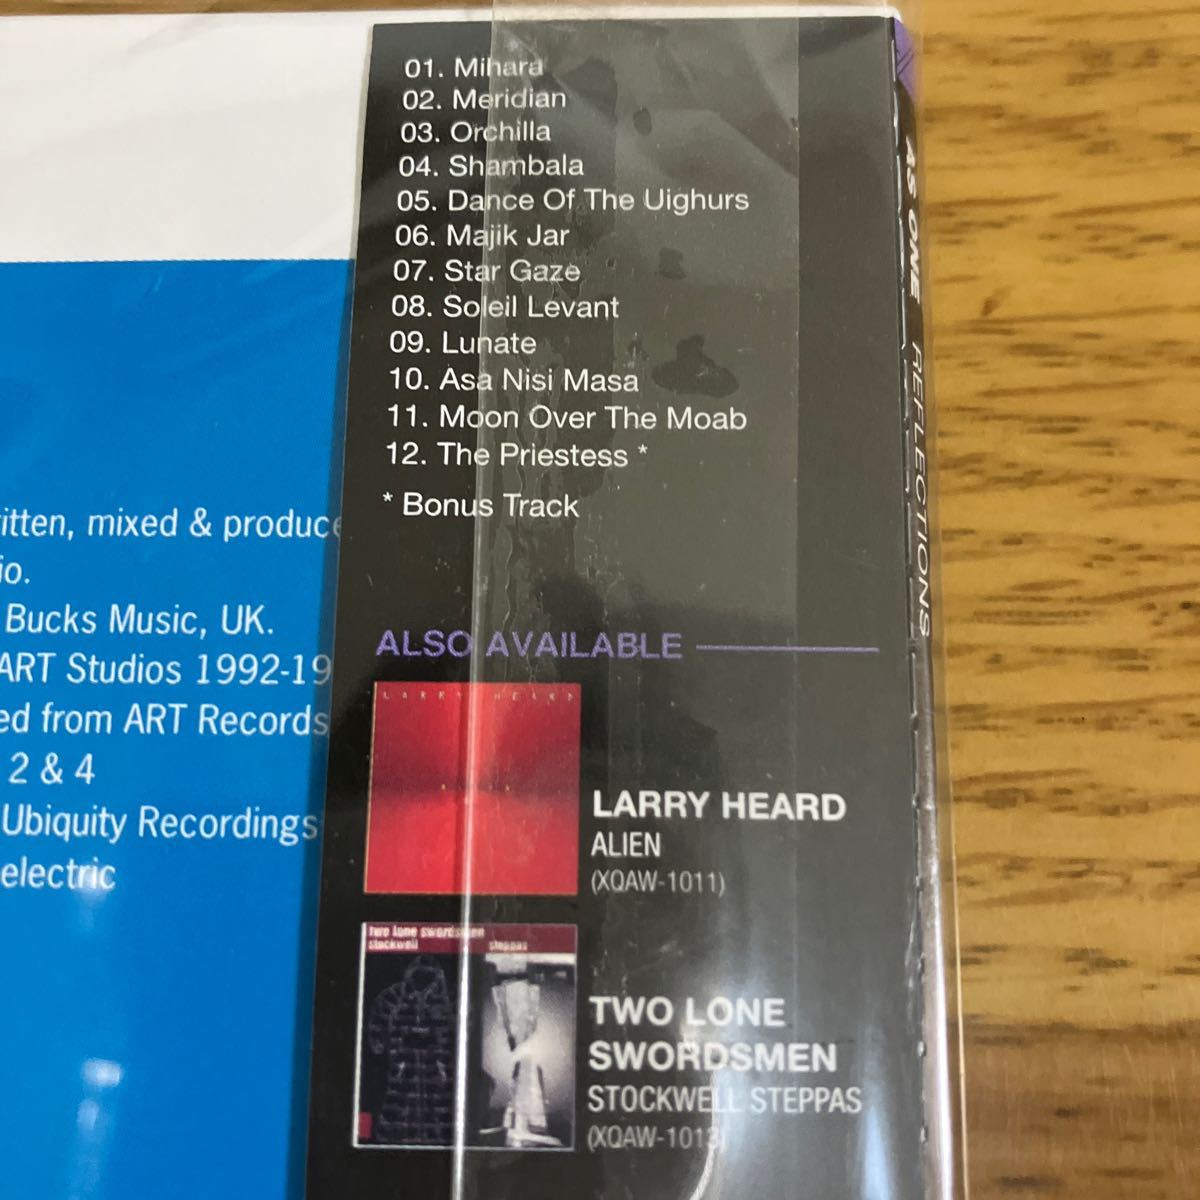 01. Mihara
02. Meridian
03. Orchilla
04. Shambala
05. Dance Of The Uighurs
06. Majik Jar
07. Star Gaze
08. Soleil Levant
09. Lunate
10. Asa Nisi Masa
11. Moon Over The Moab
12. The Priestess *
* Bonus Track
ALSO AVAILABLE
LARRY HEARD
LARRY HEARD
ALIEN
(XQAW-1011)
two lone swordsmen
stockwell steppas
TWO LONE
SWORDSMEN
STOCKWELL STEPPAS
(XQAW-1013)
AS ONE REFLECTIONS
itten, mixed & produce
io.
Bucks Music, UK.
ART Studios 1992-19
ed from ART Records
2 & 4
Ubiquity Recordings
electric